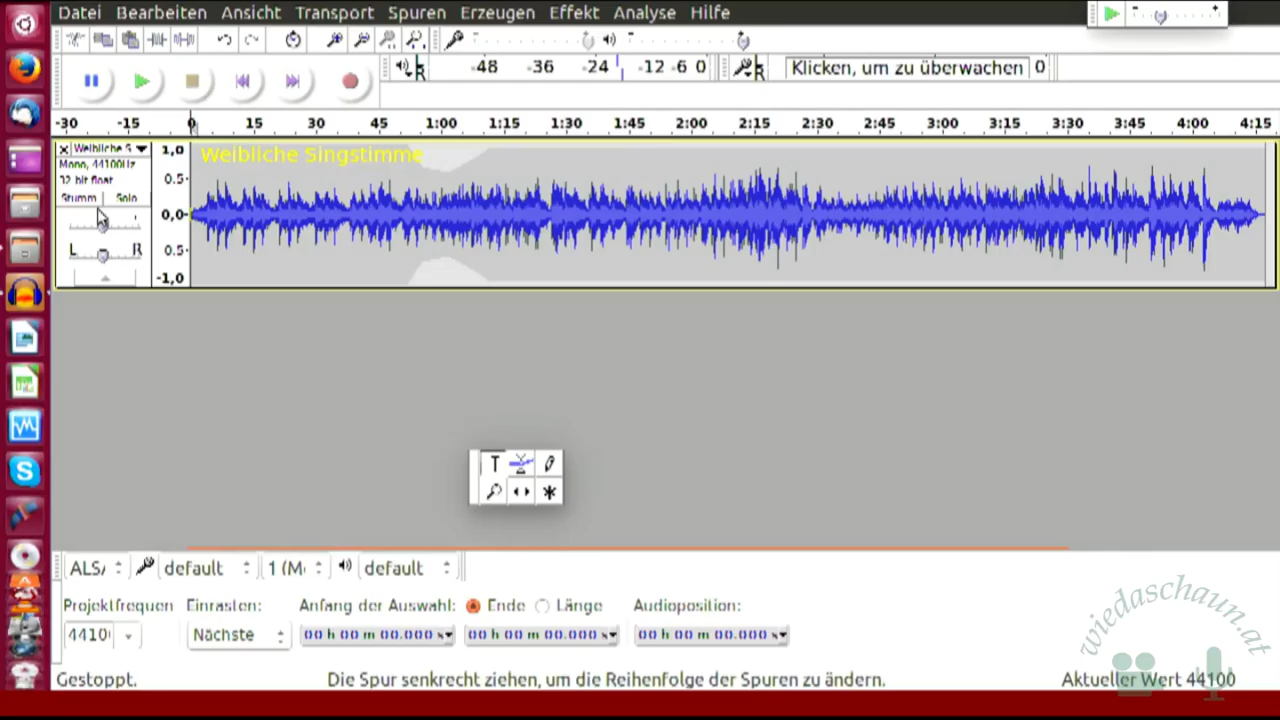 Datei Bearbeiten Ansicht Transport Spuren Erzeugen Effekt Analyse Hilfe
-48 -36 -24 -12 -6 0
Klicken, um zu überwachen 0
-30 -15 0 15 30 45 1:00 1:15 1:30 1:45 2:00 2:15 2:30 2:45 3:00 3:15 3:30 3:45 4:00 4:15
Weibliche S
Mono, 44100Hz
32 bit float
Stumm Solo
L R
1,0
0.5
0,0
0.5
-1,0
Weibliche Singstimme
ALSA default 1 (Mo default
Projektfrequen Einrasten: Anfang der Auswahl: Ende Länge Audioposition:
4410 Nächste 00 h 00 m 00.000 s 00 h 00 m 00.000 s 00 h 00 m 00.000 s
Gestoppt. Die Spur senkrecht ziehen, um die Reihenfolge der Spuren zu ändern. Aktueller Wert 44100
wiedaschaun.at